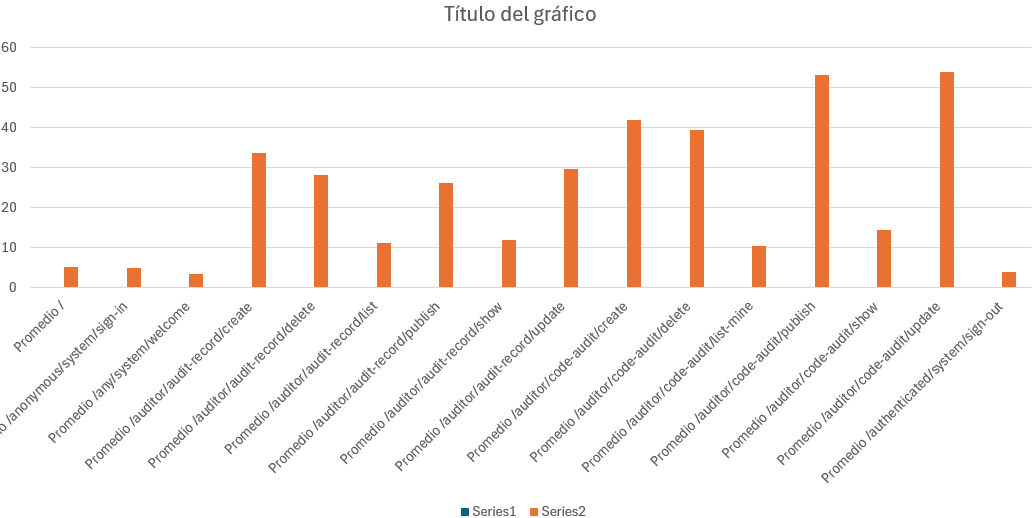 Título del gráfico
60
50
40
30
20
10
0
Promedio /
/anonymous/system/sign-in
Promedio /any/system/welcome
Promedio /auditor/audit-record/create
Promedio /auditor/audit-record/delete
Promedio /auditor/audit-record/list
Promedio /auditor/audit-record/publish
Promedio /auditor/audit-record/show
Promedio /auditor/audit-record/update
Promedio /auditor/code-audit/create
Promedio /auditor/code-audit/delete
Promedio /auditor/code-audit/list-mine
Promedio /auditor/code-audit/publish
Promedio /auditor/code-audit/show
Promedio /auditor/code-audit/update
Promedio /authenticated/system/sign-out
Series1 Series2